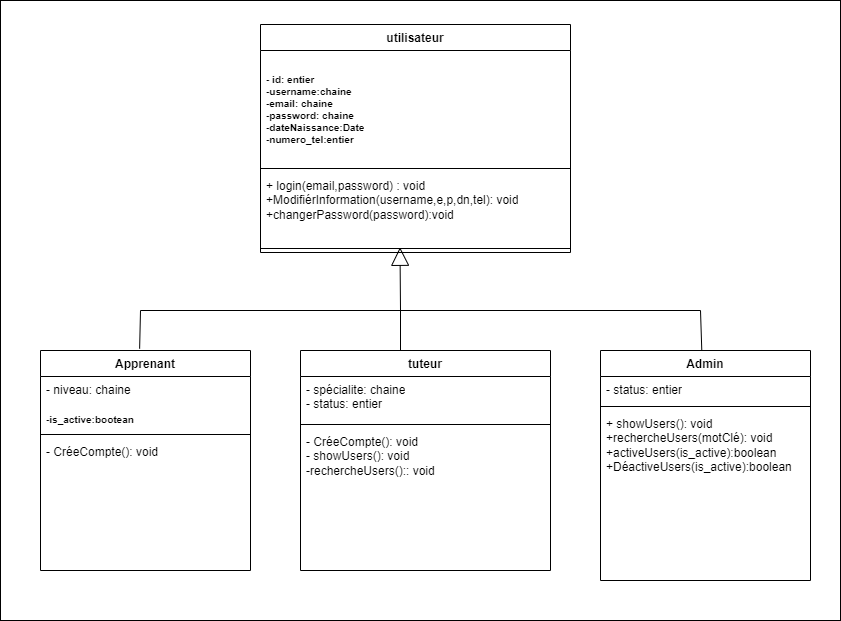 utilisateur
- id: entier
-username:chaine
-email: chaine
-password: chaine
-dateNaissance:Date
-numero_tel:entier
+ login(email,password) : void
+ModifiérInformation(username,e,p,dn,tel): void
+changerPassword(password):void
Apprenant
- niveau: chaine
-is_active:bootean
- CréeCompte(): void
tuteur
- spécialite: chaine
- status: entier
- CréeCompte(): void
- showUsers(): void
-rechercheUsers():: void
Admin
- status: entier
+ showUsers(): void
+rechercheUsers(motClé): void
+activeUsers(is_active):boolean
+DéactiveUsers(is_active):boolean